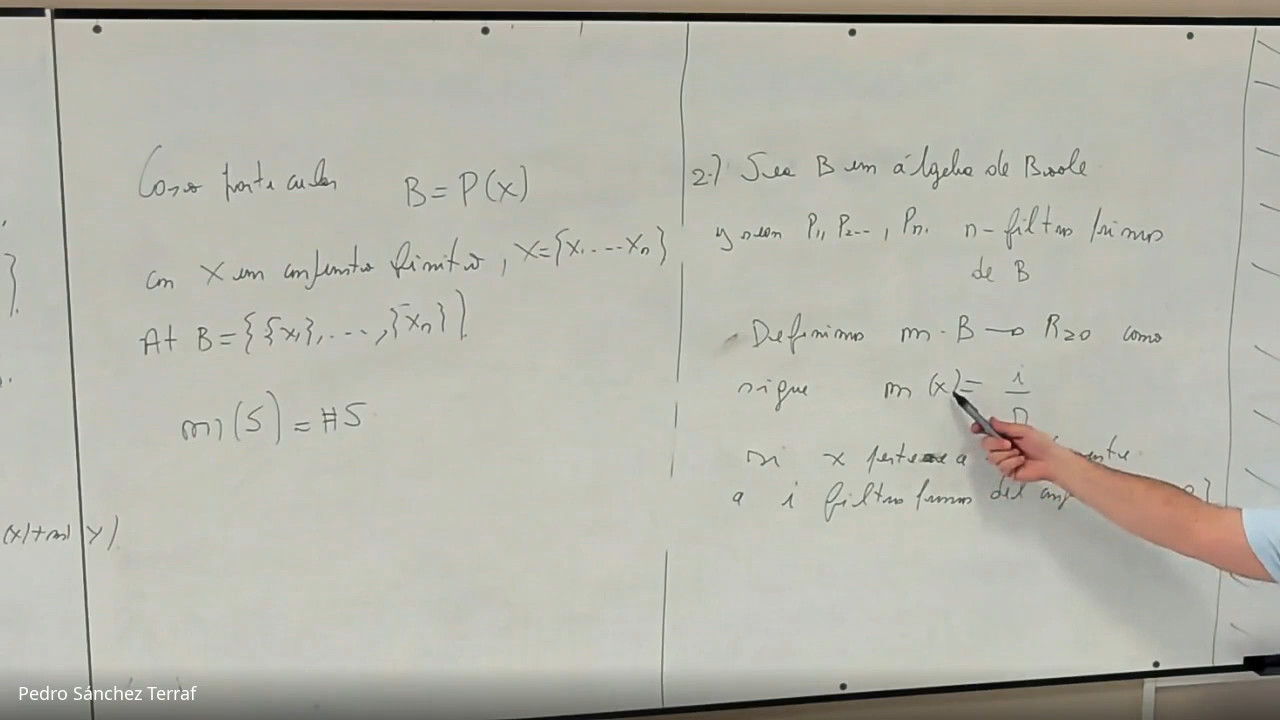 }.
(x)+m(y).
Caso particular B = P(X)
con X un conjunto finito, X={x1....xn}
At B = {{x1},...,{xn}}
m(S) = #S
2.) Sea B un álgebra de Boole
y sean P1, P2..., Pn. n-filtros primos
de B
Definimos m: B → R≥0 como
sigue m(x) = i/n
si x pertenece a
a i filtros primos del
Pedro Sánchez Terraf